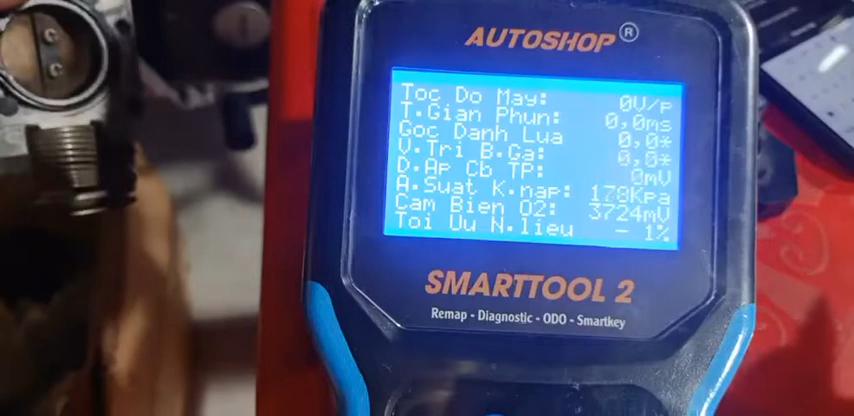 AUTOSHOP ®
Toc Do May: 0V/p
T.Gian Phun: 0,0ms
Goc Danh Lua 0,0*
V.Tri B.Ga: 0,0*
D.Ap Cb TP: 0mV
A.Suat K.nap: 178Kpa
Cam Bien O2: 3724mV
Toi Uu N.lieu - 1%
SMARTTOOL 2
Remap - Diagnostic - ODO - Smartkey